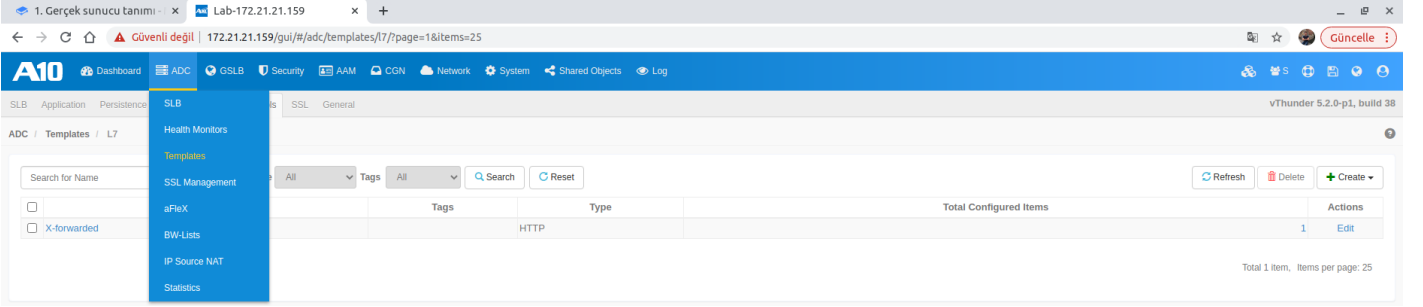 1. Gerçek sunucu tanımı - Lab-172.21.21.159
Güvenli değil 172.21.21.159/gui/#/adc/templates/l7/?page=1&items=25 Güncelle
A10 Dashboard ADC GSLB Security AAM CGN Network System Shared Objects Log S
SLB Application Persistence ls SSL General vThunder 5.2.0-p1, build 38
ADC / Templates / L7
SLB
Health Monitors
Templates
SSL Management
aFleX
BW-Lists
IP Source NAT
Statistics
Search for Name All Tags All Search Reset Refresh Delete Create
Tags Type Total Configured Items Actions
X-forwarded HTTP 1 Edit
Total 1 item, Items per page: 25